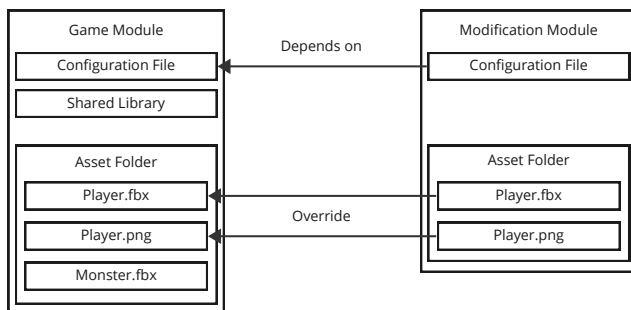 Game Module
Configuration File
Shared Library
Asset Folder
Player.fbx
Player.png
Monster.fbx
Depends on
Override
Modification Module
Configuration File
Asset Folder
Player.fbx
Player.png